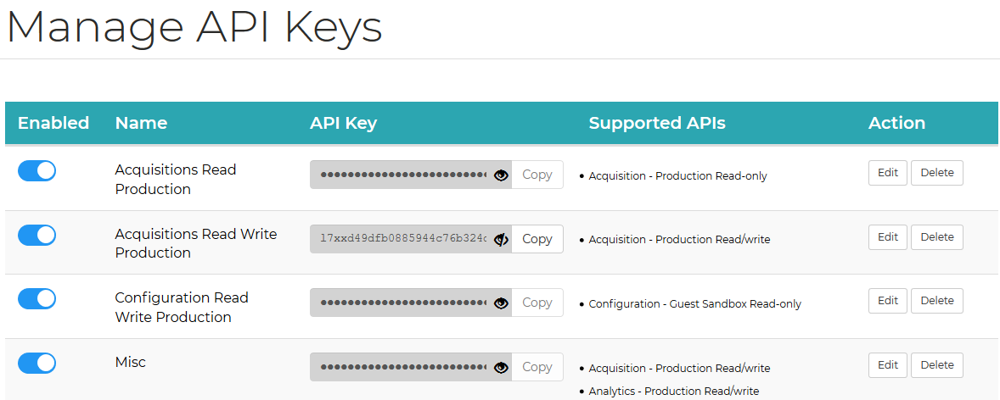 Manage API Keys
Enabled Name API Key Supported APIs Action
Acquisitions Read
Production
Copy
• Acquisition - Production Read-only
Edit Delete
Acquisitions Read Write
Production
l7xxd49dfb0885944c76b324c
Copy
• Acquisition - Production Read/write
Edit Delete
Configuration Read
Write Production
Copy
• Configuration - Guest Sandbox Read-only
Edit Delete
Misc
Copy
• Acquisition - Production Read/write
• Analytics - Production Read/write
Edit Delete